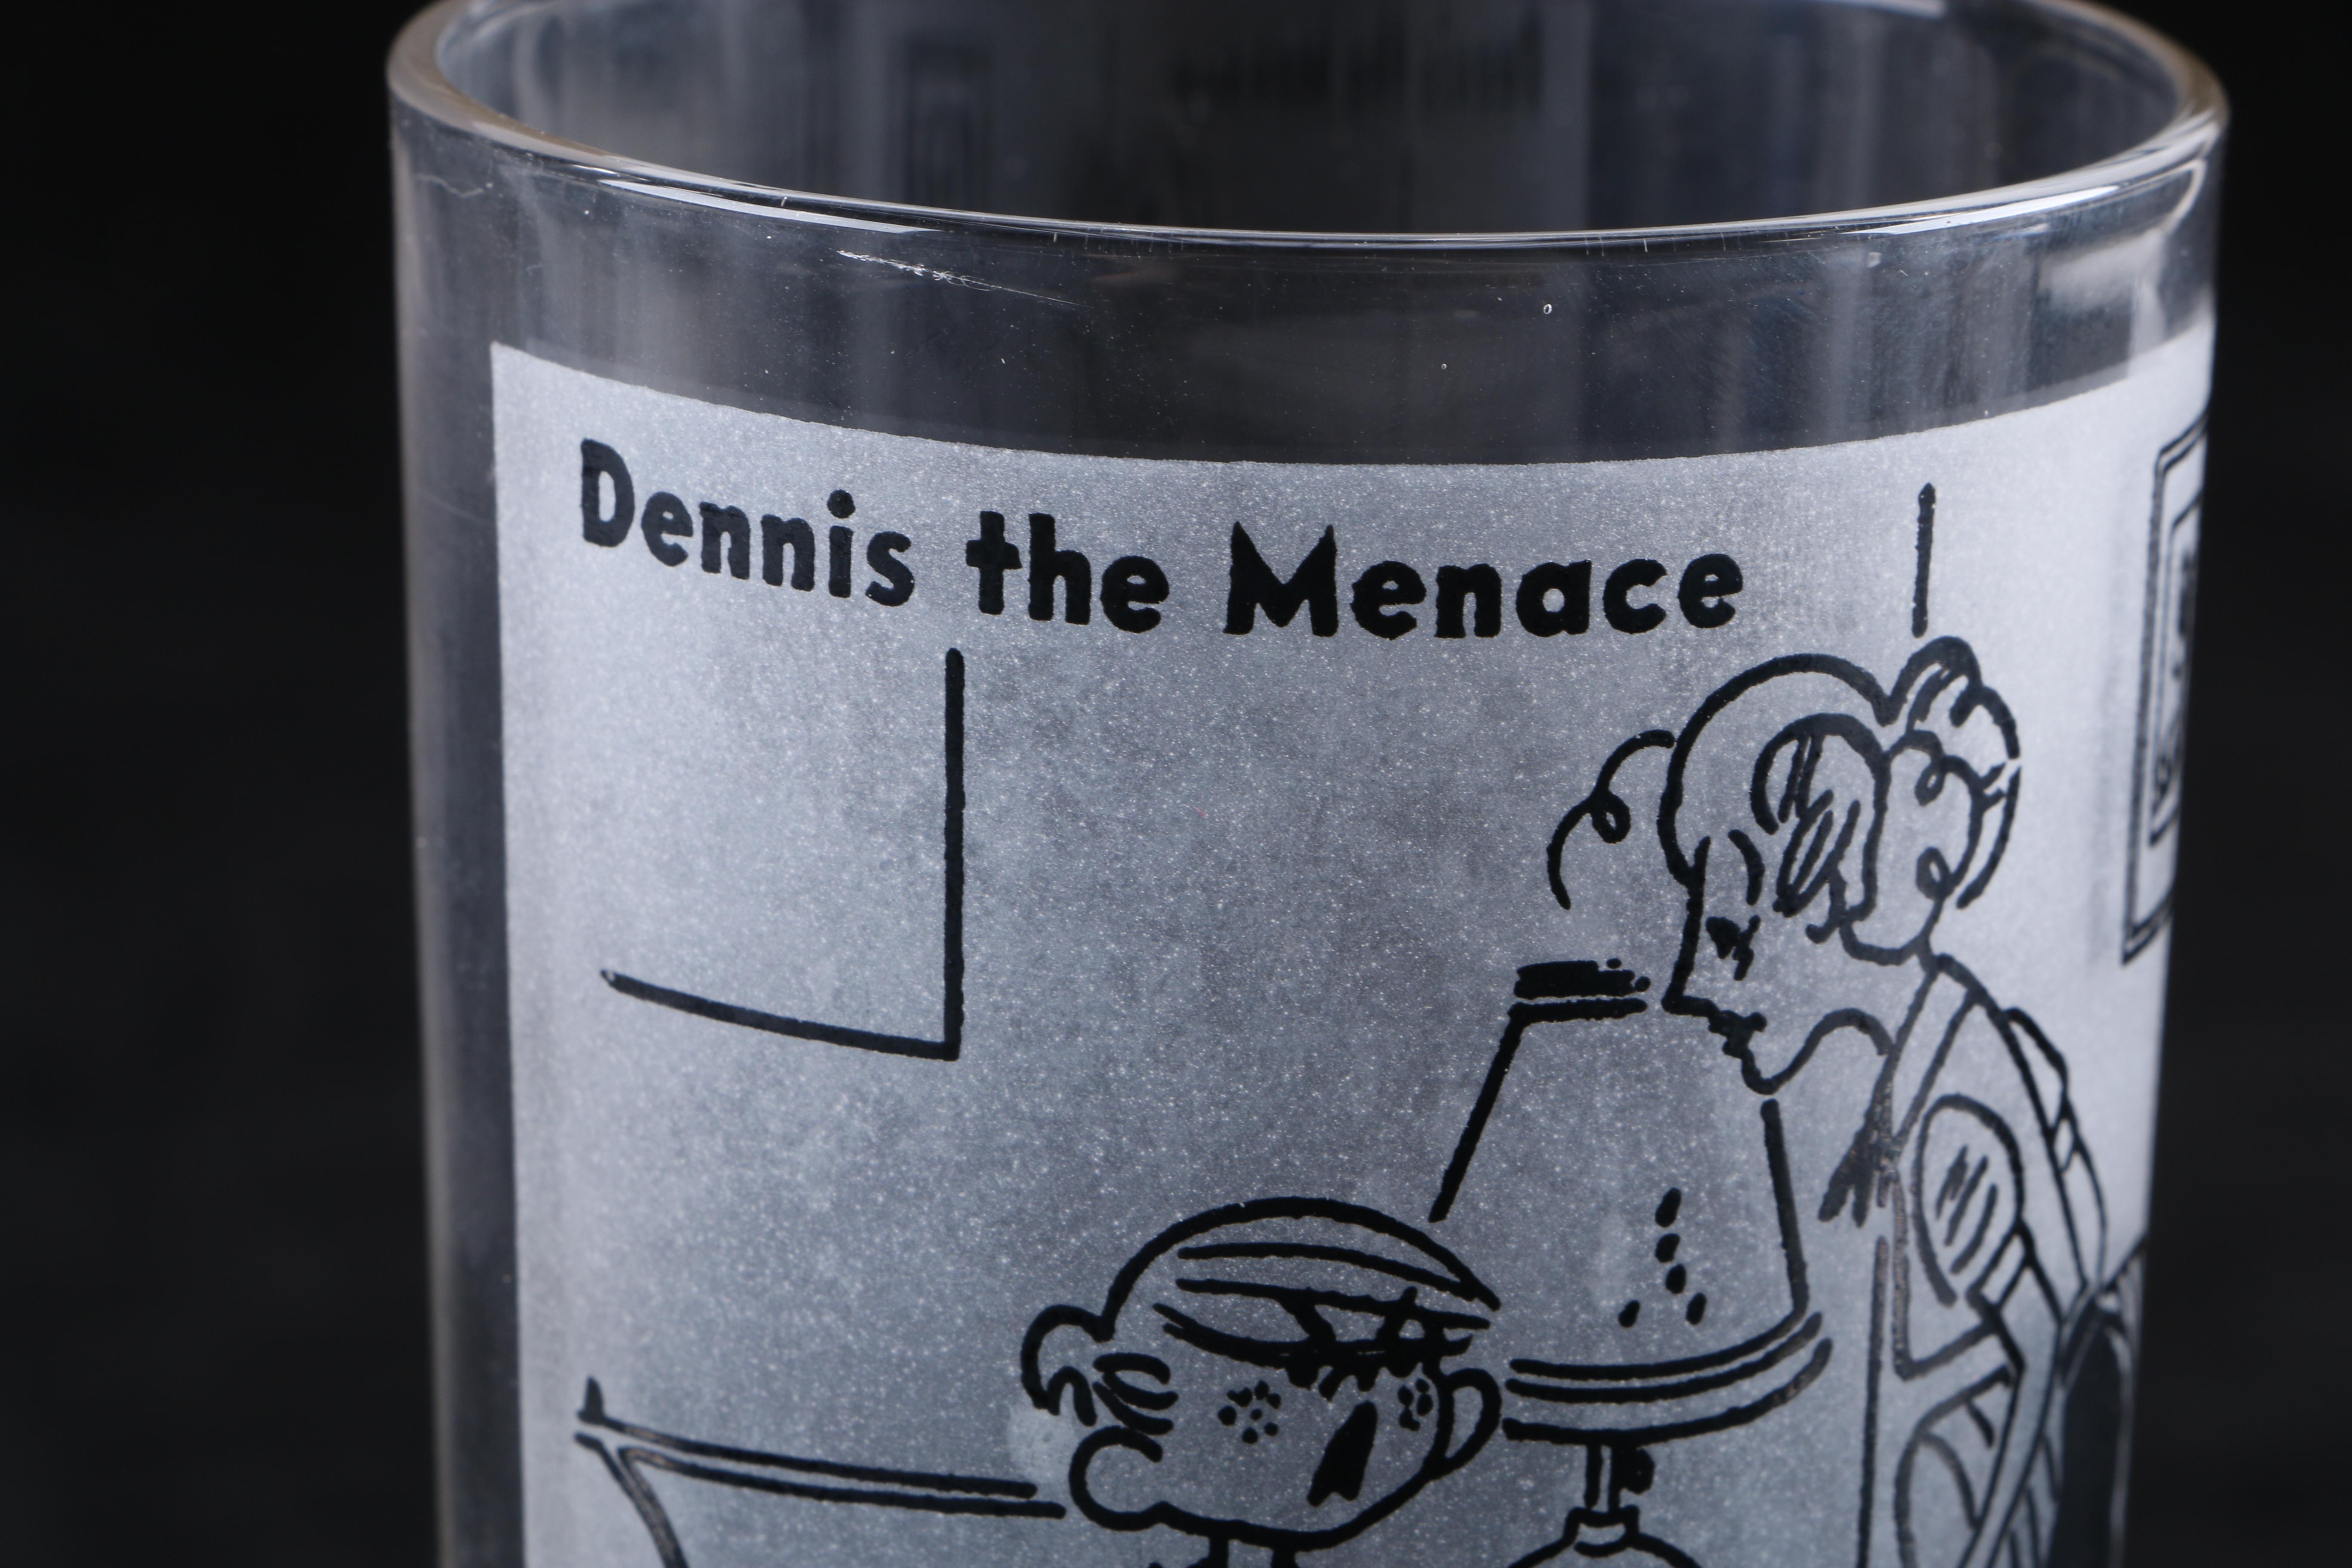 Dennis the Menace